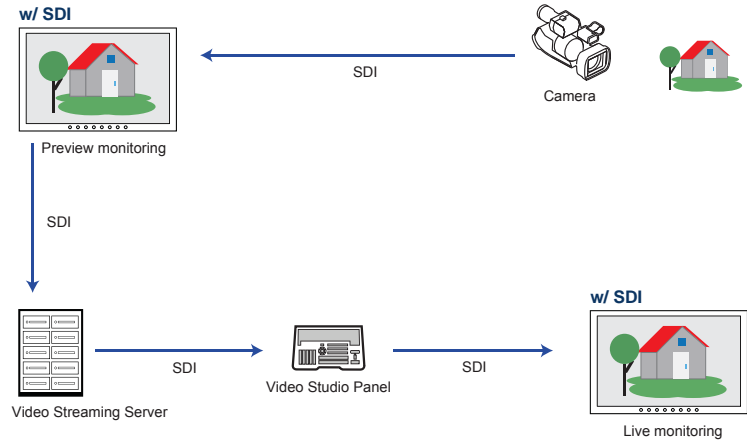 w/ SDI
SDI
Camera
Preview monitoring
SDI
w/ SDI
SDI
SDI
Video Studio Panel
Video Streaming Server
Live monitoring